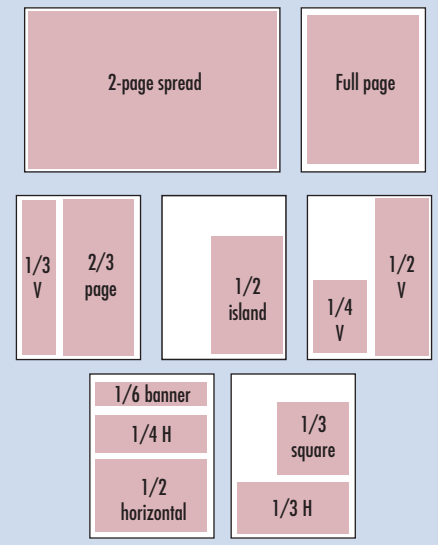 2-page spread
Full page
1/3
V
2/3
page
1/2
island
1/4
V
1/2
V
1/6 banner
1/4 H
1/2
horizontal
1/3
square
1/3 H